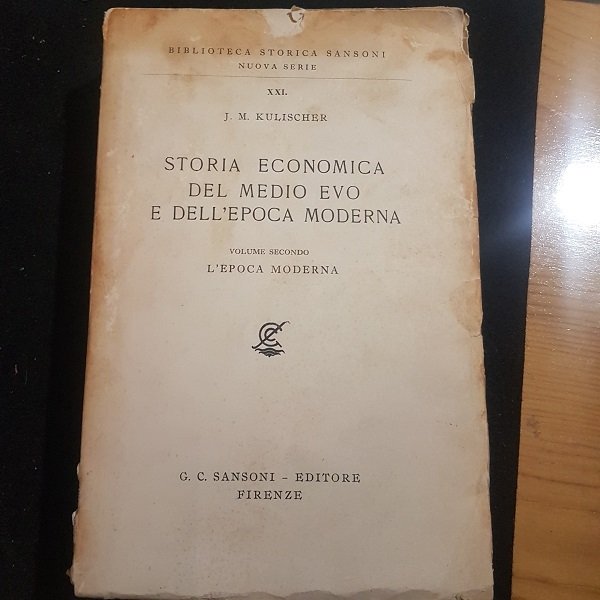 BIBLIOTECA STORICA SANSONI
NUOVA SERIE
XXI.
J. M. KULISCHER
STORIA ECONOMICA
DEL MEDIO EVO
E DELL'EPOCA MODERNA
VOLUME SECONDO
L'EPOCA MODERNA
G. C. SANSONI – EDITORE
FIRENZE